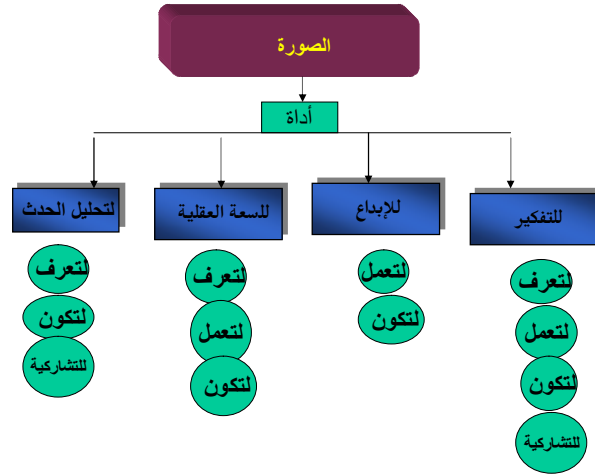 الصورة
أداة
للتفكير
لتعرف
لتعمل
لتكون
للتشاركية
للإبداع
لتعمل
لتكون
للسعة العقلية
لتعرف
لتعمل
لتكون
لتحليل الحدث
لتعرف
لتكون
للتشاركية